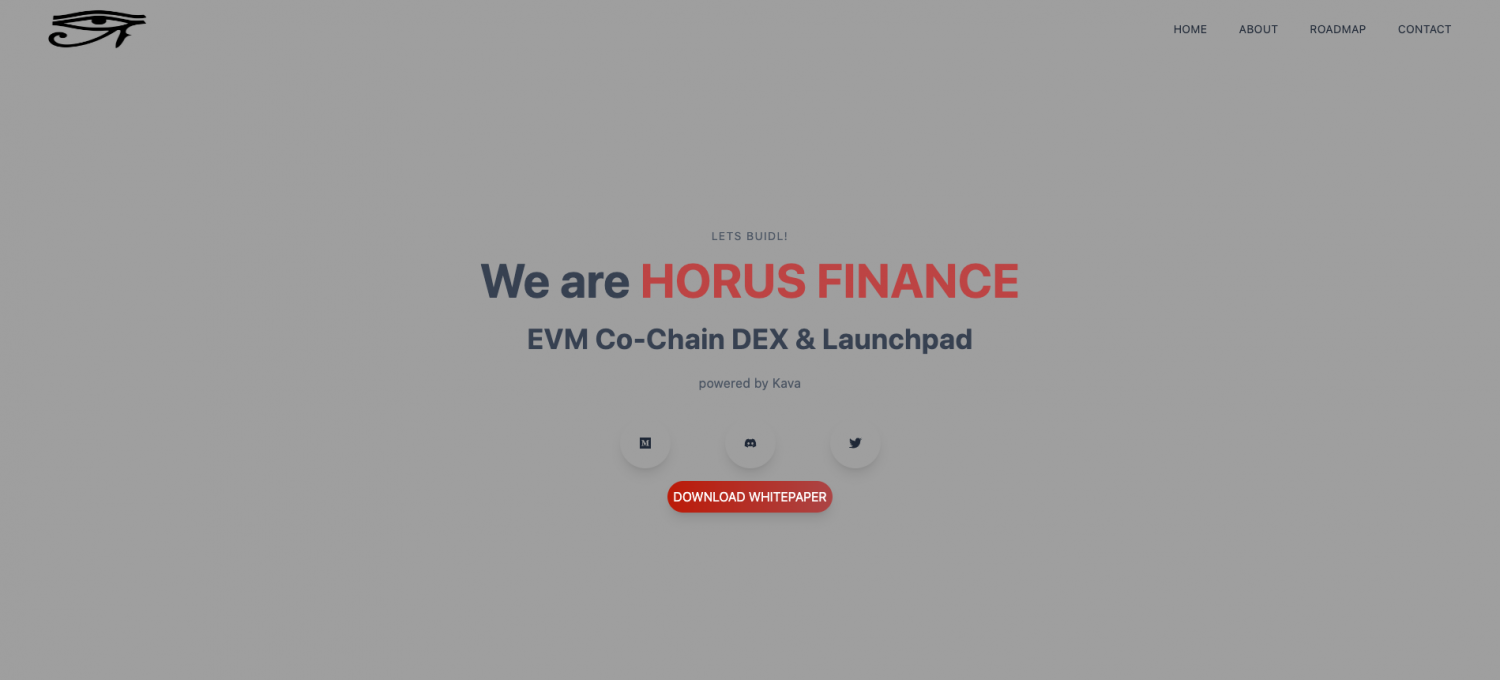 HOME ABOUT ROADMAP CONTACT
LETS BUIDL!
We are HORUS FINANCE
EVM Co-Chain DEX & Launchpad
powered by Kava
M
DOWNLOAD WHITEPAPER